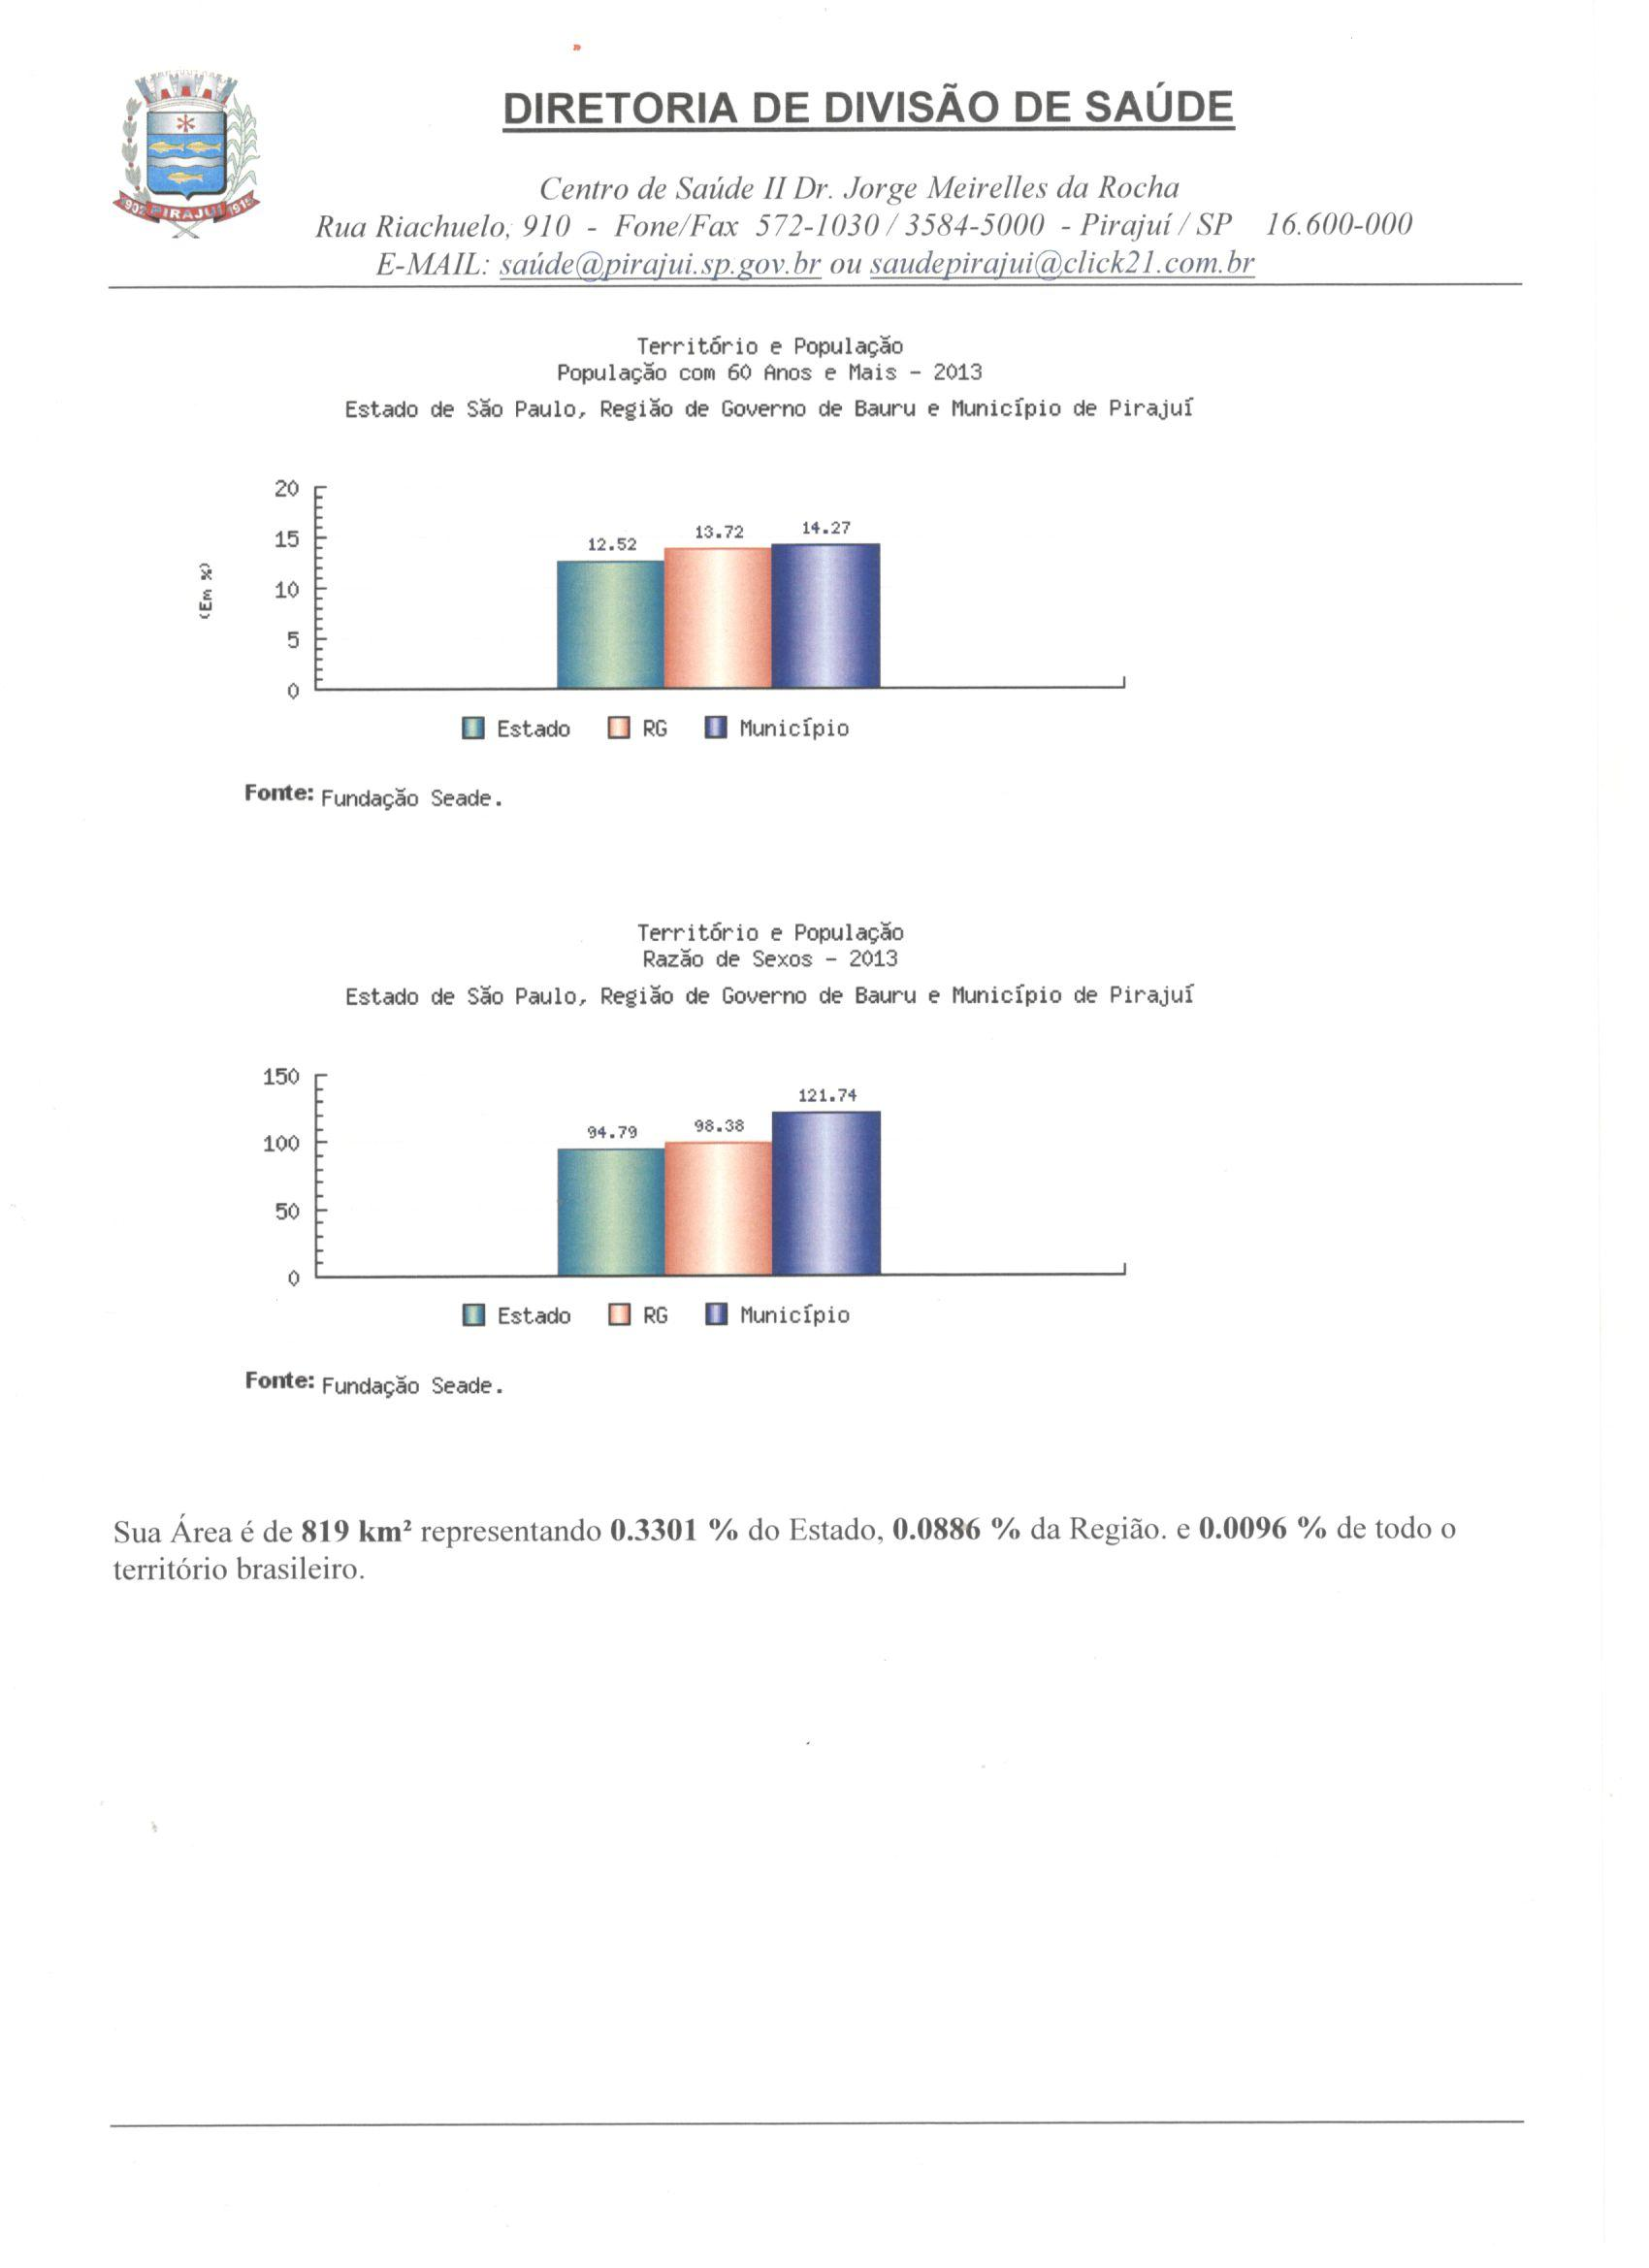 DIRETORIA DE DIVISÃO DE SAÚDE
Centro de Saúde II Dr. Jorge Meirelles da Rocha
Rua Riachuelo, 910 - Fone/Fax 572-1030 / 3584-5000 - Pirajuí / SP 16.600-000
E-MAIL: saúde@pirajui.sp.gov.br ou saudepirajui@click21.com.br
1902 PIRAJUÍ 1915
Território e População
População com 60 Anos e Mais - 2013
Estado de São Paulo, Região de Governo de Bauru e Município de Pirajuí
(Em %)
20
15
10
5
0
12.52
13.72
14.27
Estado RG Município
Fonte: Fundação Seade.
Território e População
Razão de Sexos - 2013
Estado de São Paulo, Região de Governo de Bauru e Município de Pirajuí
150
100
50
0
94.79
98.38
121.74
Estado RG Município
Fonte: Fundação Seade.
Sua Área é de 819 km² representando 0.3301 % do Estado, 0.0886 % da Região. e 0.0096 % de todo o
território brasileiro.